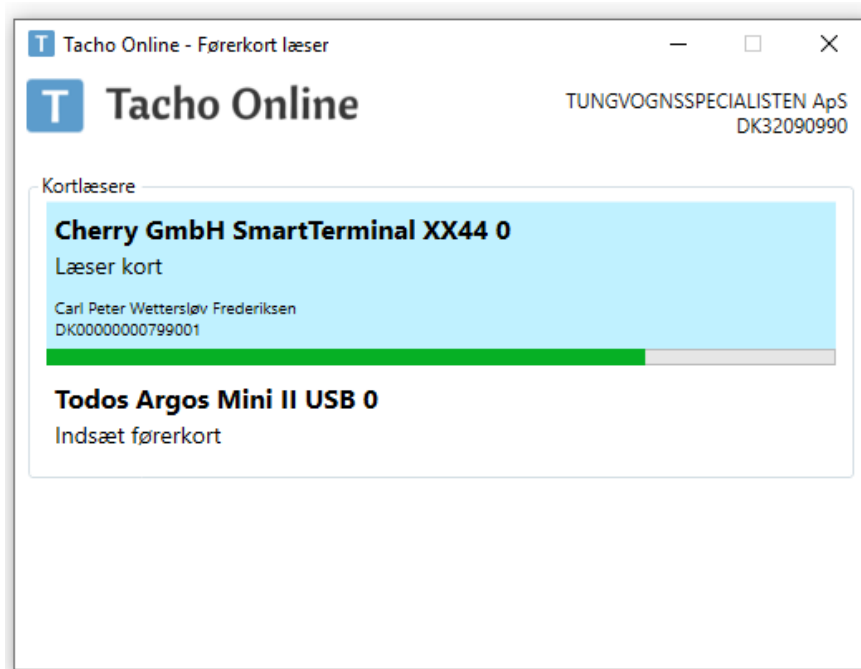 T Tacho Online - Førerkort læser
T Tacho Online
TUNGVOGNSSPECIALISTEN ApS
DK32090990
Kortlæsere
Cherry GmbH SmartTerminal XX44 0
Læser kort
Carl Peter Wettersløv Frederiksen
DK00000000799001
Todos Argos Mini II USB 0
Indsæt førerkort